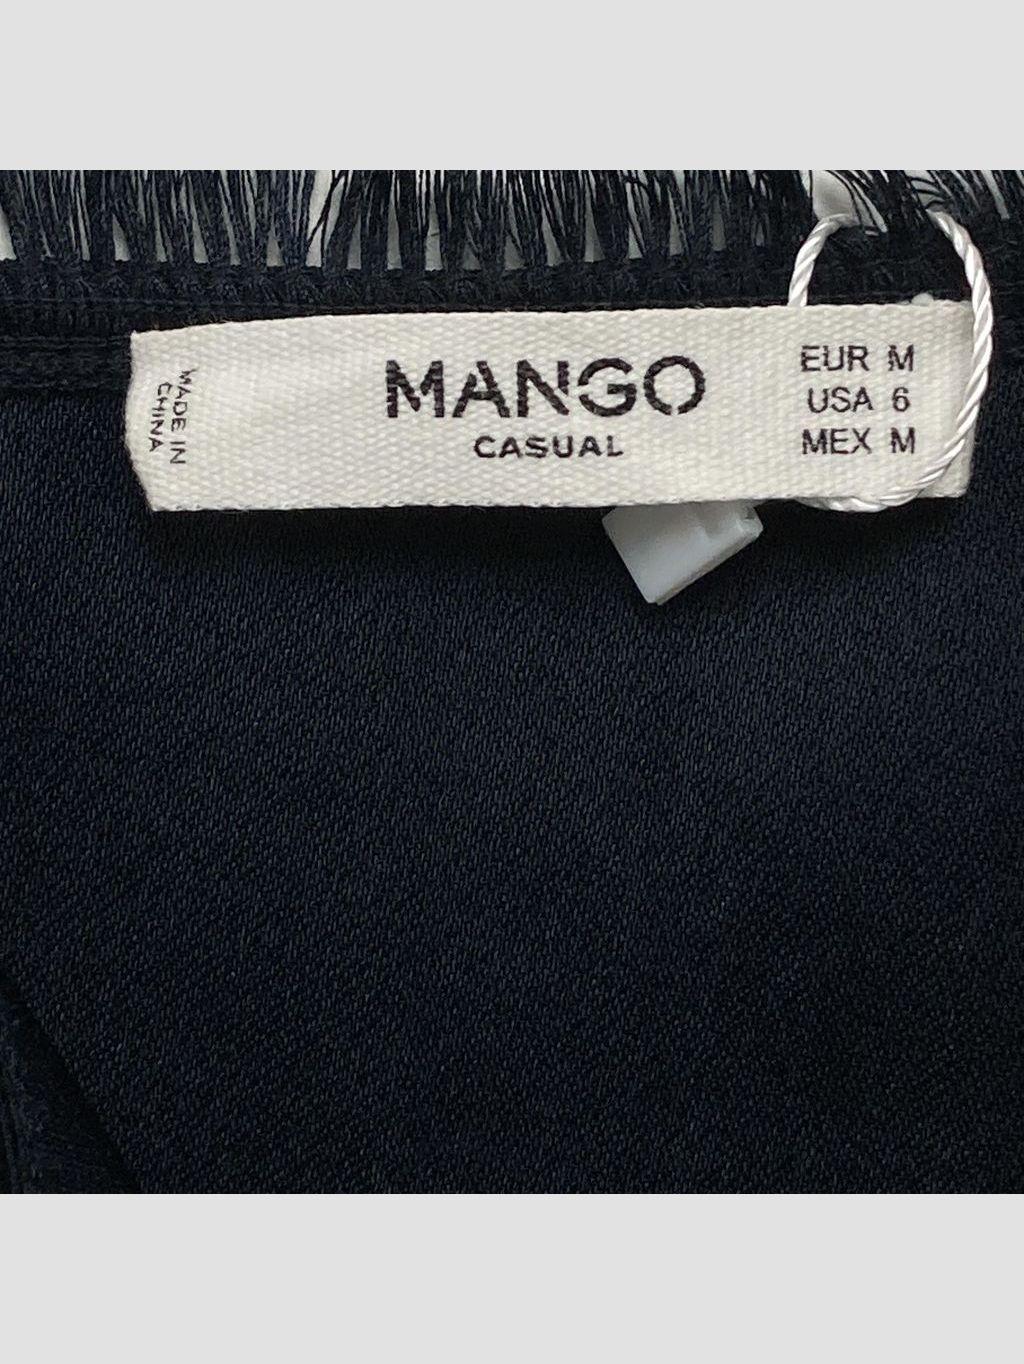 MADE IN
CHINA
MANGO
CASUAL
EUR M
USA 6
MEX M